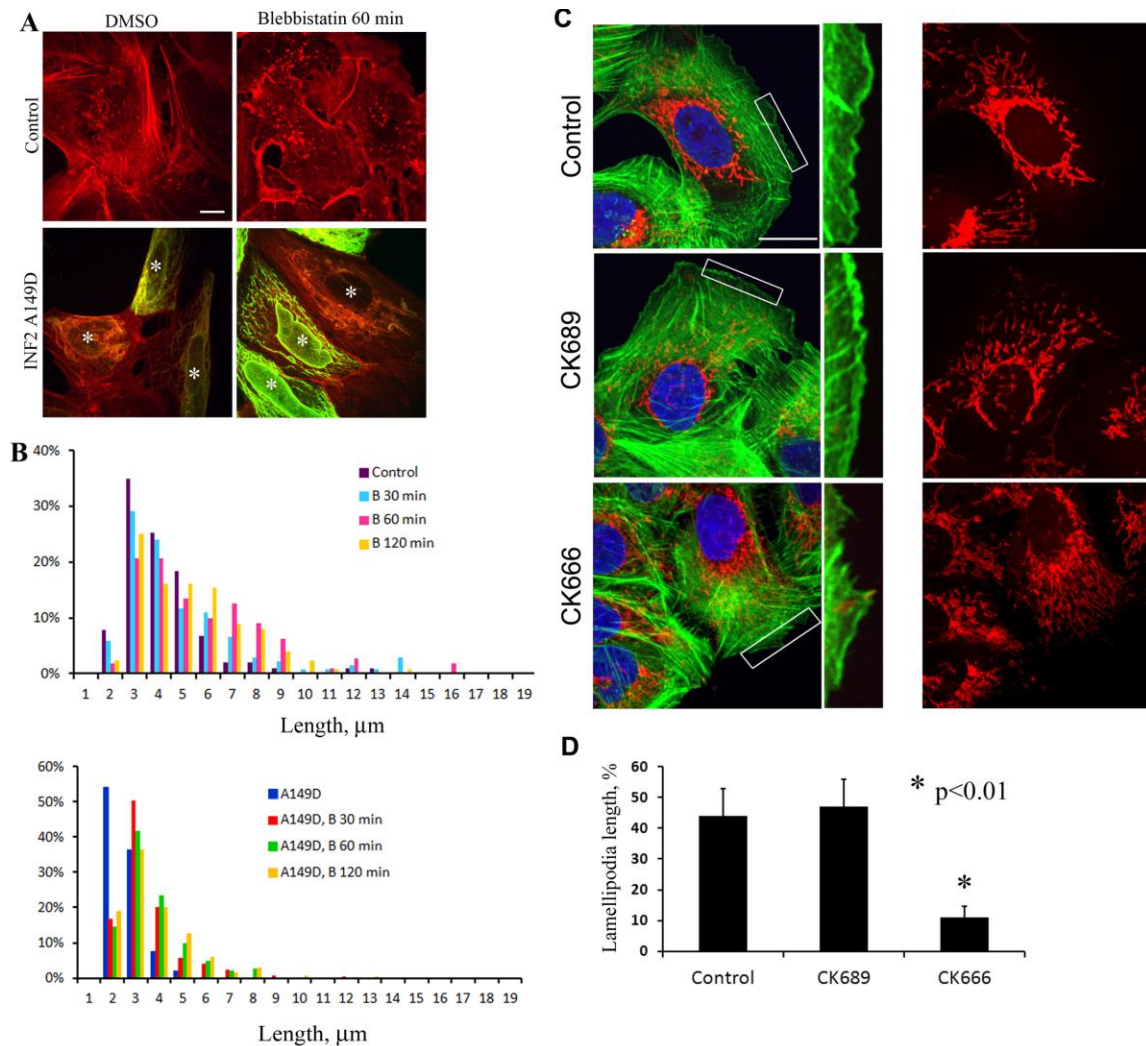 A
DMSO
Blebbistatin 60 min
Control
INF2 A149D
*
*
*
*
*
*
B
40%
30%
20%
10%
0%
Control
B 30 min
B 60 min
B 120 min
1 2 3 4 5 6 7 8 9 10 11 12 13 14 15 16 17 18 19
Length, µm
60%
50%
40%
30%
20%
10%
0%
A149D
A149D, B 30 min
A149D, B 60 min
A149D, B 120 min
1 2 3 4 5 6 7 8 9 10 11 12 13 14 15 16 17 18 19
Length, µm
C
Control
CK689
CK666
D
Lamellipodia length, %
60
50
40
30
20
10
0
* p<0.01
*
Control CK689 CK666